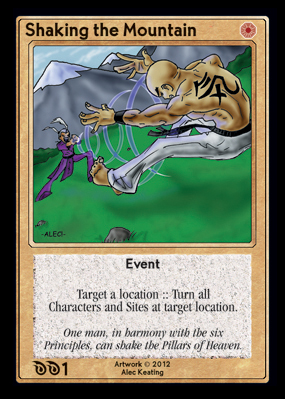 Shaking the Mountain
-ALEC-
Event
Target a location :: Turn all
Characters and Sites at target location.
One man, in harmony with the six
Principles, can shake the Pillars of Heaven.
1
Artwork © 2012
Alec Keating